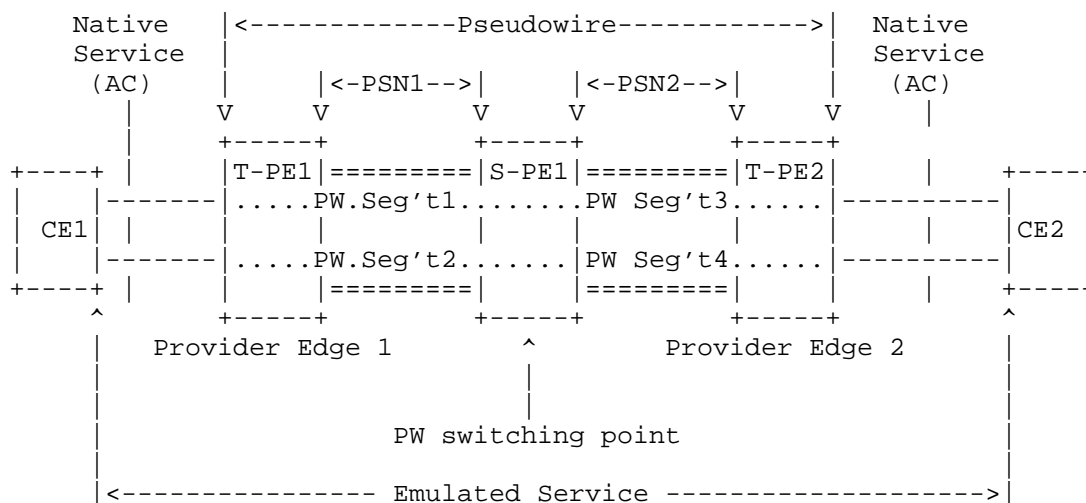 Native |<------------Pseudowire------------>| Native
Service | | Service
(AC) | |<-PSN1-->| |<-PSN2-->| | (AC)
| V V V V V V |
| +-----+ +-----+ +-----+ |
+----+ | |T-PE1|=========|S-PE1|=========|T-PE2| | +-----
| |-------|.....PW.Seg't1........PW Seg't3......|----------|
| CE1| | | | | | | | | |CE2
| |-------|.....PW.Seg't2.......|PW Seg't4......|----------|
+----+ | | |=========| |=========| | | +-----
^ +-----+ +-----+ +-----+ ^
| Provider Edge 1 ^ Provider Edge 2 |
| | |
| | |
| PW switching point |
| |
|<---------------- Emulated Service ------------------->|